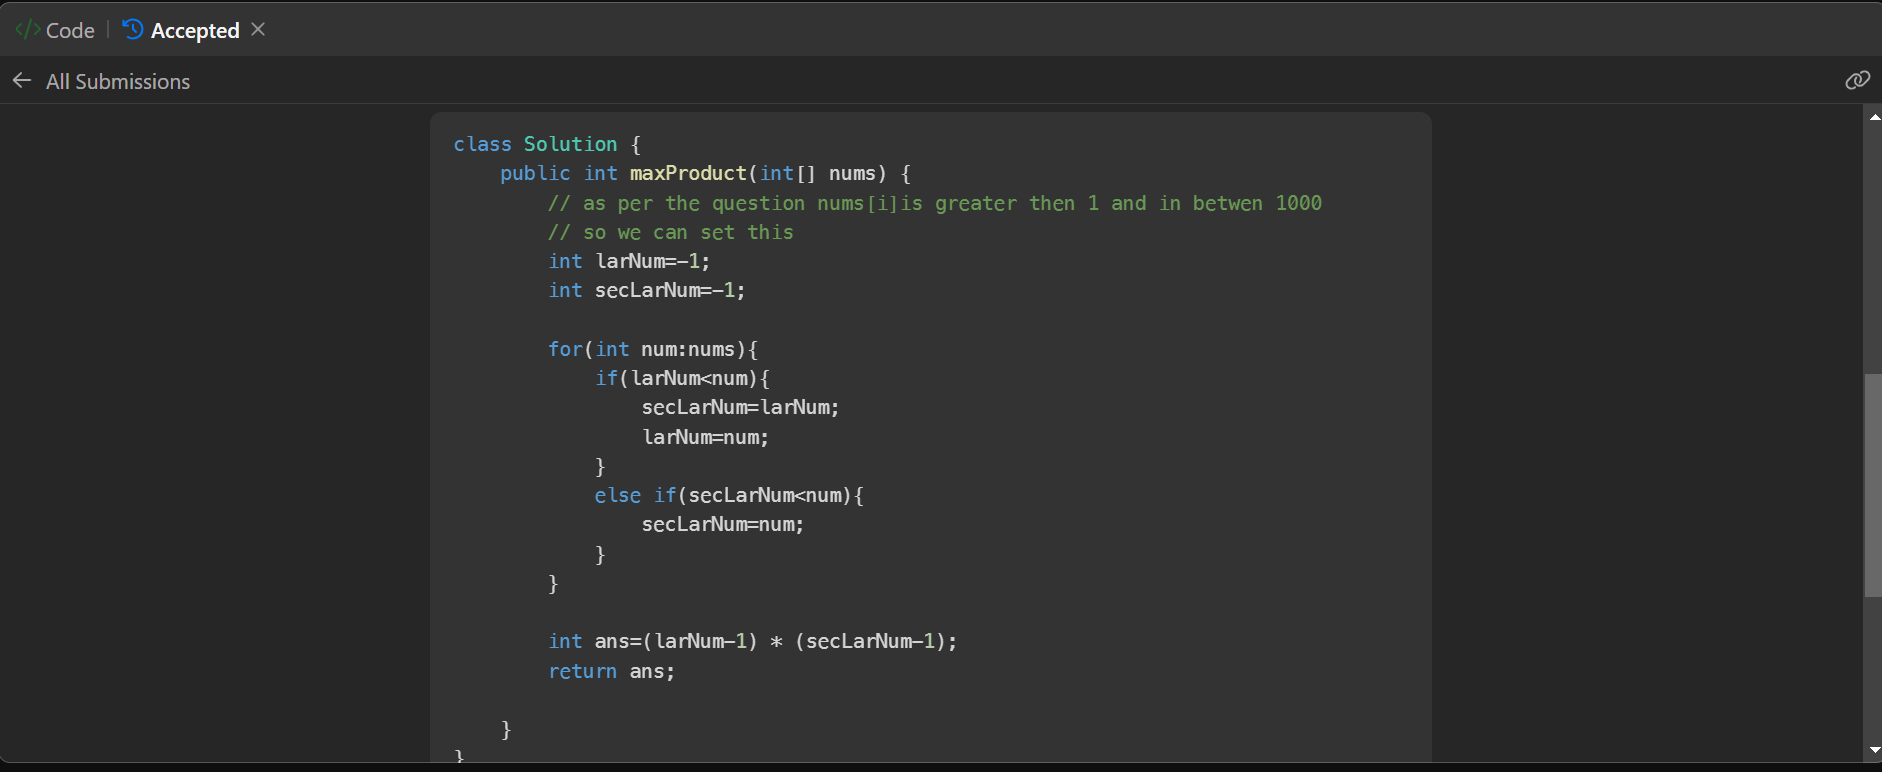 Code | Accepted
All Submissions
class Solution {
public int maxProduct(int[] nums) {
// as per the question nums[i]is greater then 1 and in betwen 1000
// so we can set this
int larNum=-1;
int secLarNum=-1;
for(int num:nums){
if(larNum<num){
secLarNum=larNum;
larNum=num;
}
else if(secLarNum<num){
secLarNum=num;
}
}
int ans=(larNum-1) * (secLarNum-1);
return ans;
}
}